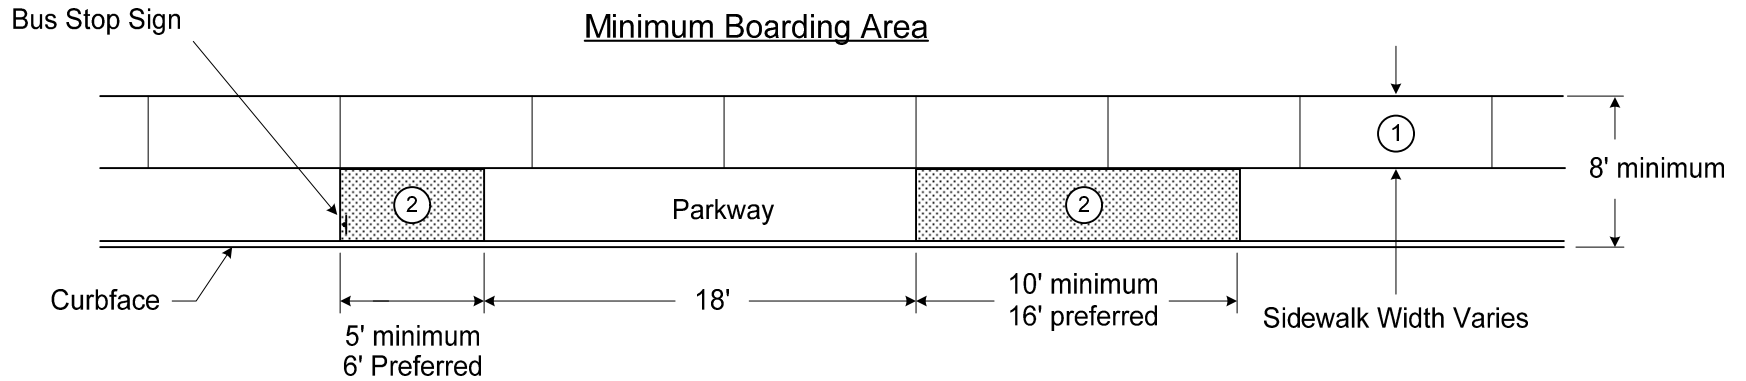 Bus Stop Sign
Minimum Boarding Area
1
8' minimum
2
Parkway
2
Curbface
5' minimum
6' Preferred
18'
10' minimum
16' preferred
Sidewalk Width Varies